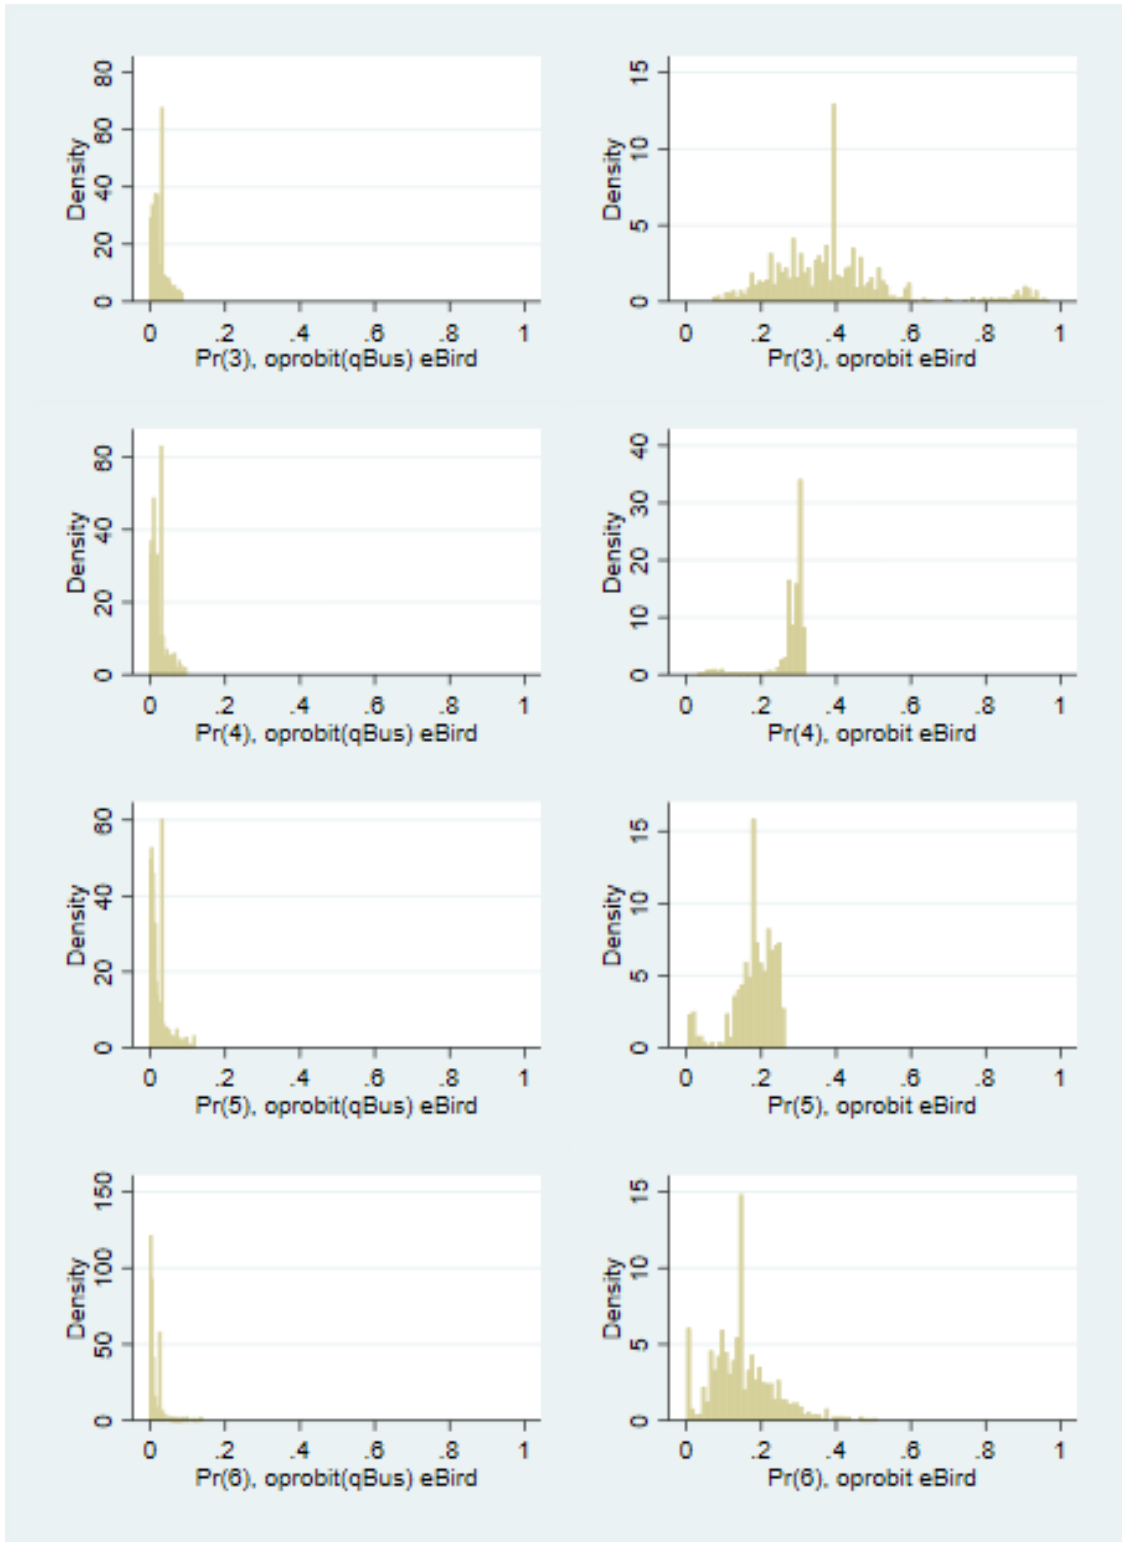 80
60
40
20
0
Density
0 .2 .4 .6 .8 1
Pr(3), oprobit(qBus) eBird
15
10
5
0
Density
0 .2 .4 .6 .8 1
Pr(3), oprobit eBird
60
40
20
0
Density
0 .2 .4 .6 .8 1
Pr(4), oprobit(qBus) eBird
40
30
20
10
0
Density
0 .2 .4 .6 .8 1
Pr(4), oprobit eBird
60
40
20
0
Density
0 .2 .4 .6 .8 1
Pr(5), oprobit(qBus) eBird
15
10
5
0
Density
0 .2 .4 .6 .8 1
Pr(5), oprobit eBird
150
100
50
0
Density
0 .2 .4 .6 .8 1
Pr(6), oprobit(qBus) eBird
15
10
5
0
Density
0 .2 .4 .6 .8 1
Pr(6), oprobit eBird